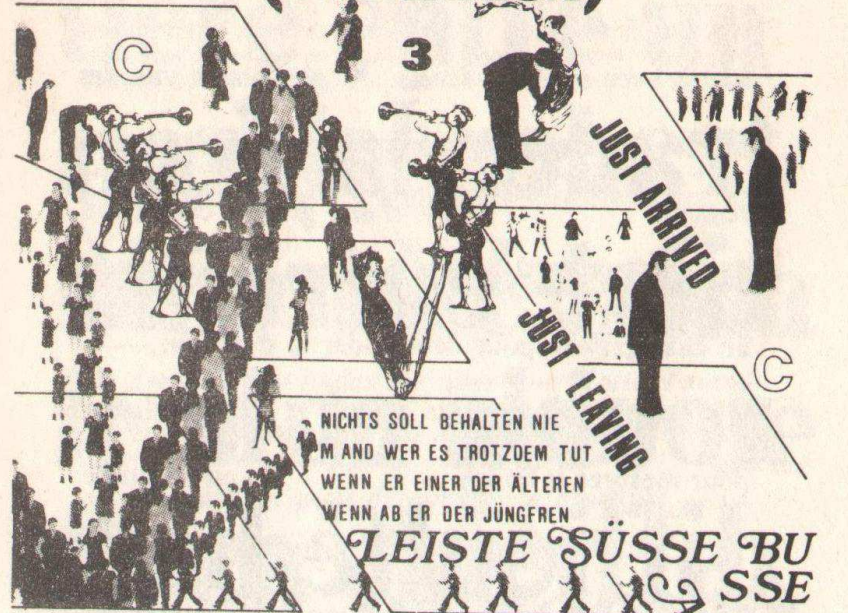 C
3
JUST ARRIVED
JUST LEAVING
C
NICHTS SOLL BEHALTEN NIE
M AND WER ES TROTZDEM TUT
WENN ER EINER DER ÄLTEREN
WENN AB ER DER JÜNGFREN
LEISTE SÜSSE BU
SSE